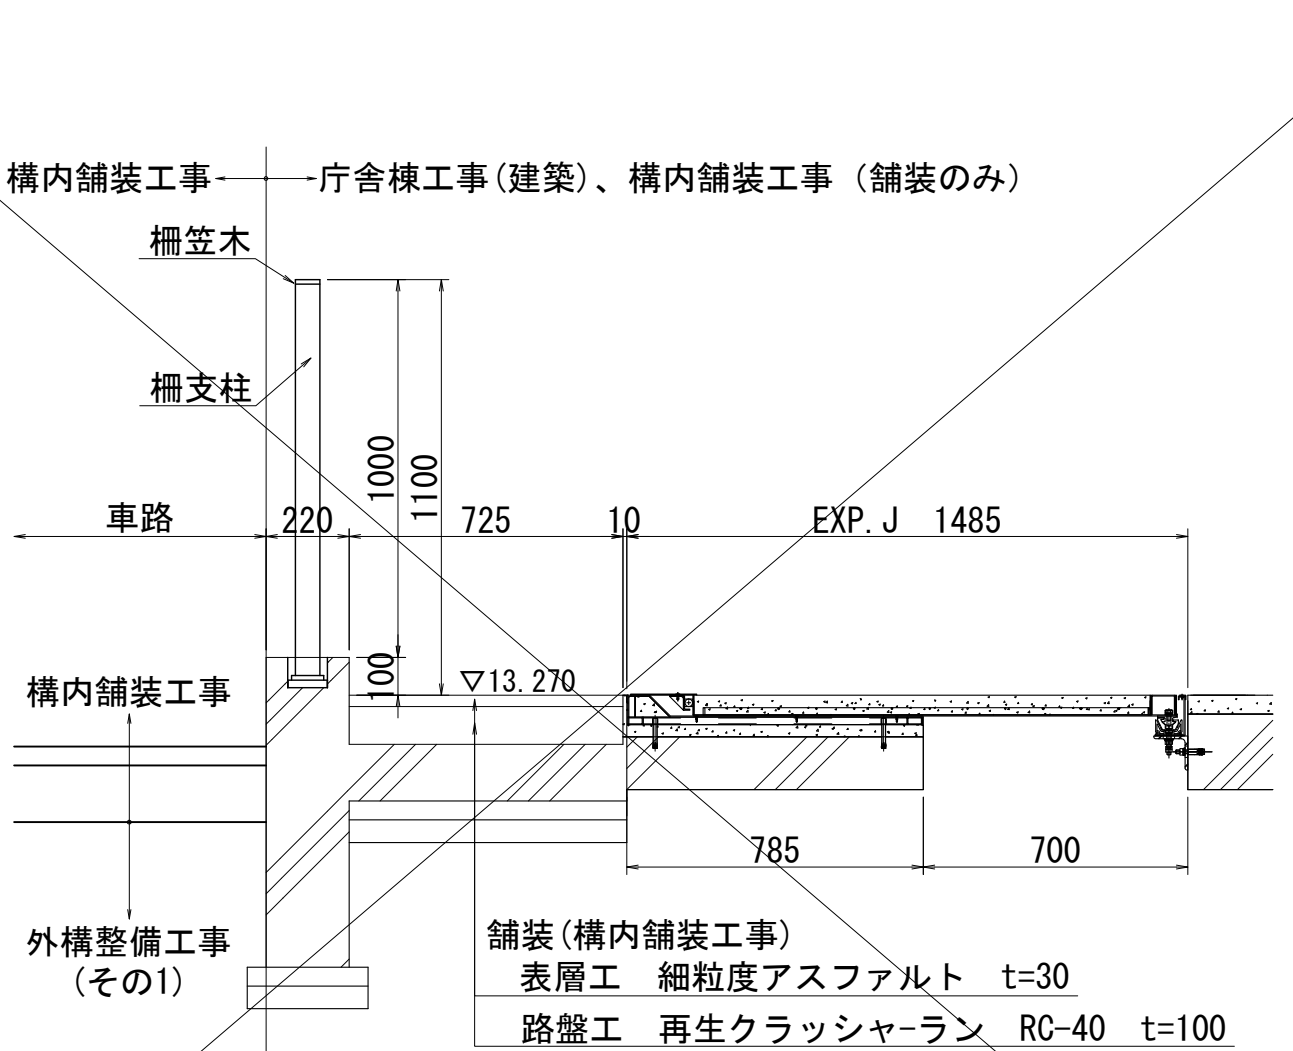 構内舗装工事 庁舎棟工事(建築)、構内舗装工事 (舗装のみ)
柵笠木
柵支柱
1000
1100
車路 220 725 10 EXP.J 1485
100
▽13.270
構内舗装工事
785 700
外構整備工事
(その1)
舗装(構内舗装工事)
表層工 細粒度アスファルト t=30
路盤工 再生クラッシャ-ラン RC-40 t=100